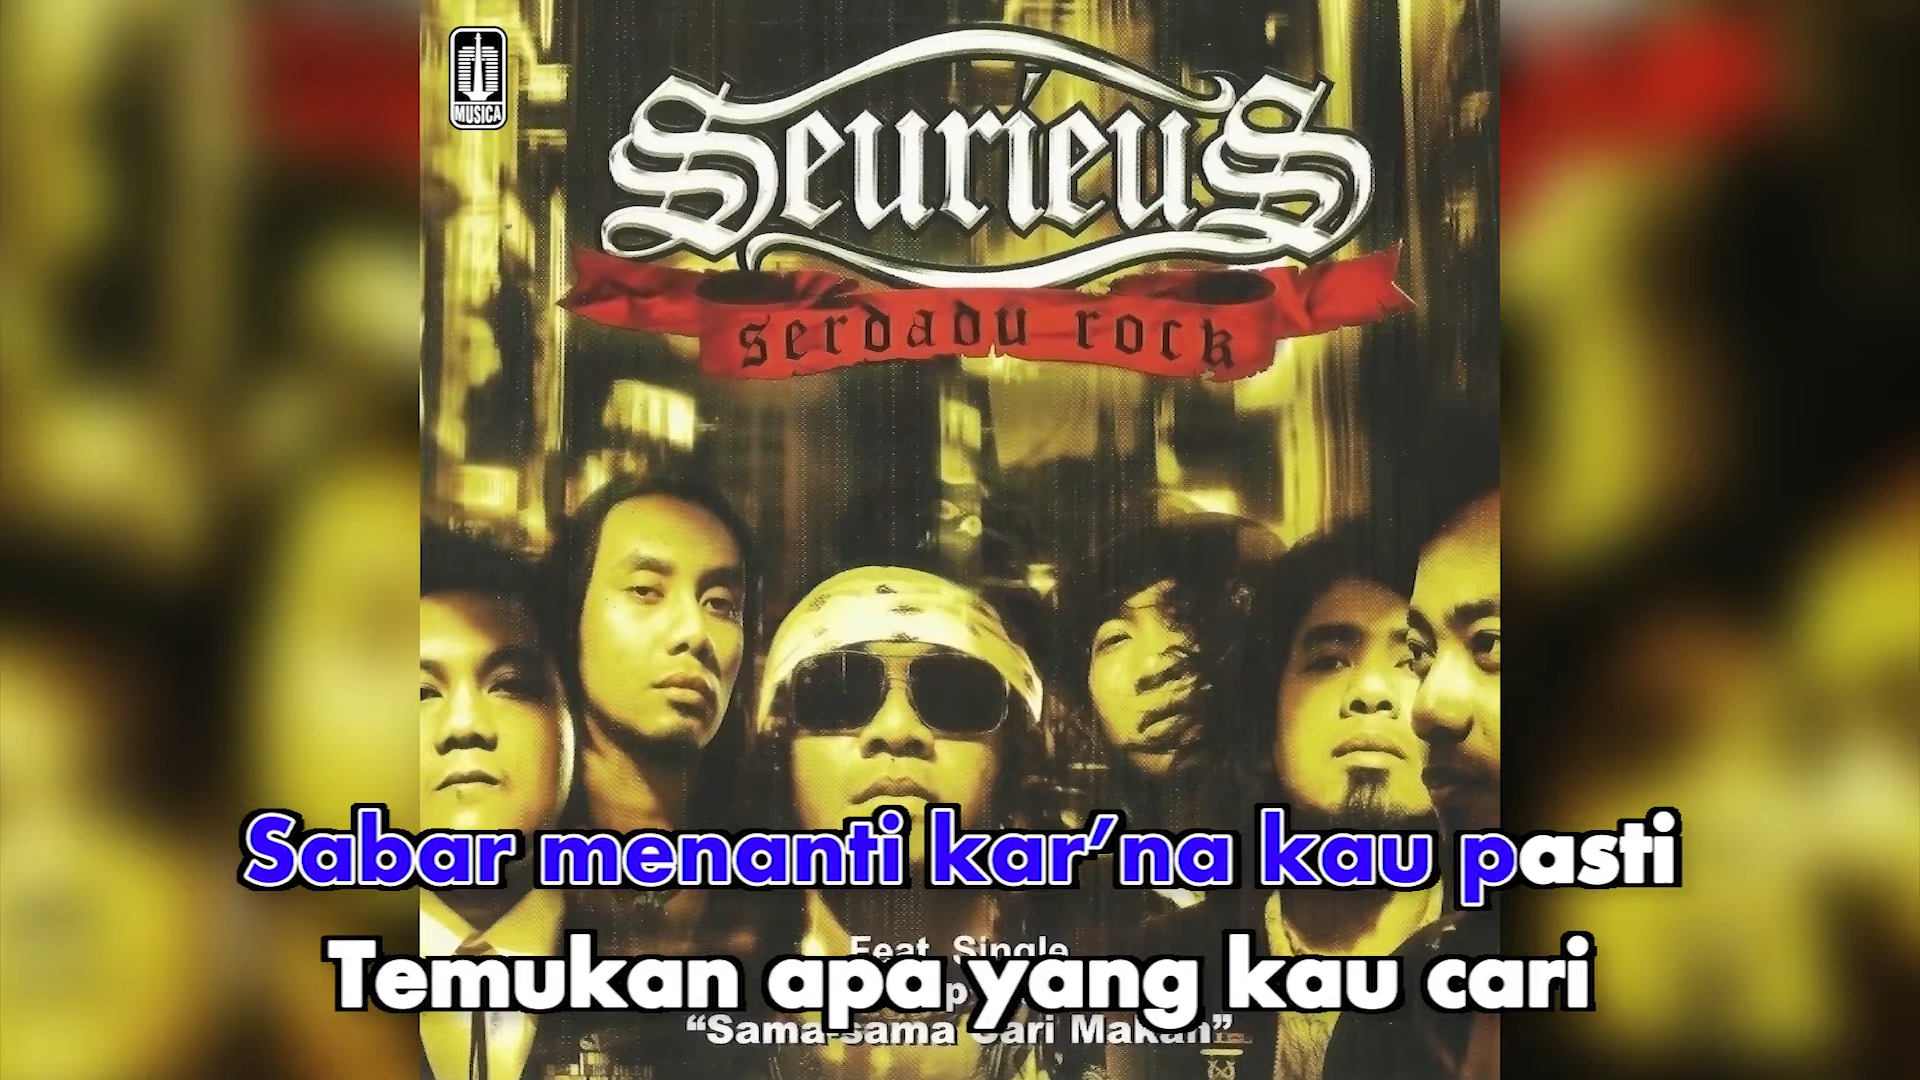 MUSICA
Seurieus
serdadu rock
Sabar menanti kar’na kau pasti
Feat. Single
Temukan apa yang kau cari
“Sama-sama Cari Makan”